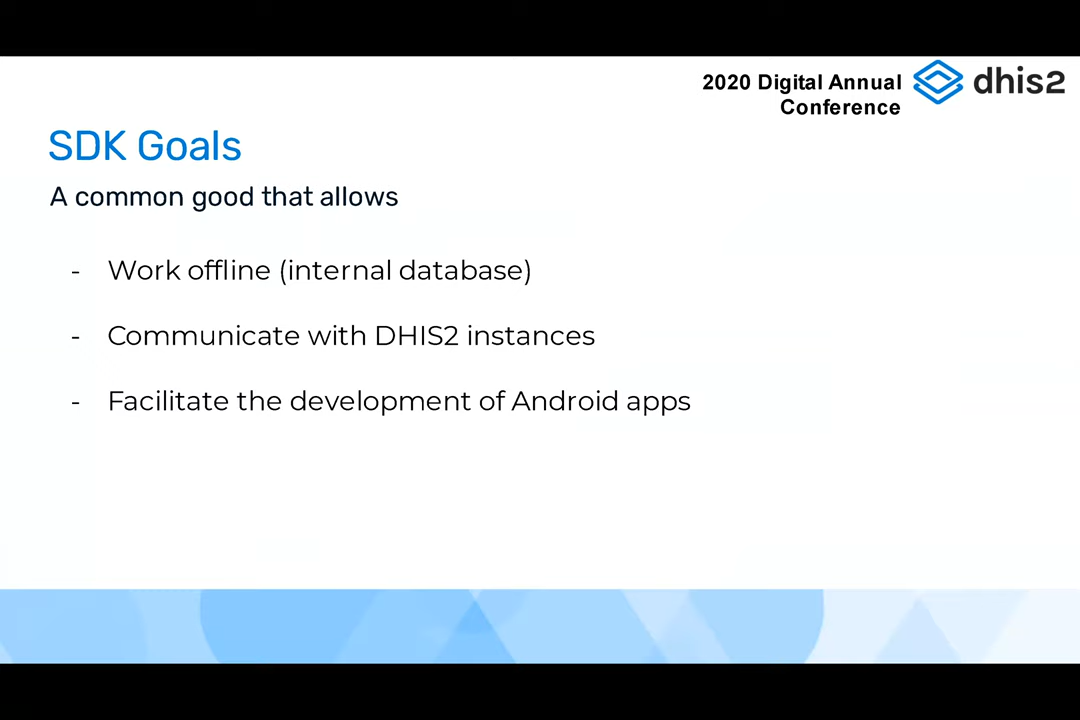 2020 Digital Annual
Conference
dhis2
SDK Goals
A common good that allows
- Work offline (internal database)
- Communicate with DHIS2 instances
- Facilitate the development of Android apps